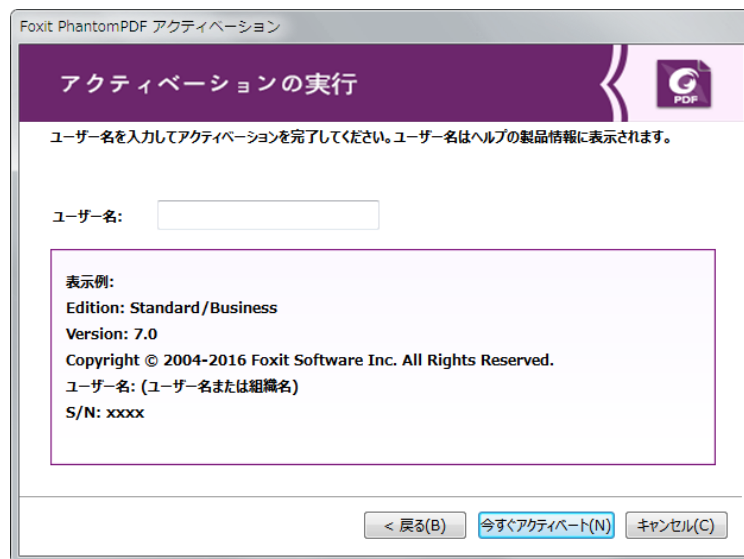 Foxit PhantomPDF アクティベーション
アクティベーションの実行
PDF
ユーザー名を入力してアクティベーションを完了してください。ユーザー名はヘルプの製品情報に表示されます。
ユーザー名:
表示例:
Edition: Standard/Business
Version: 7.0
Copyright © 2004-2016 Foxit Software Inc. All Rights Reserved.
ユーザー名: (ユーザー名または組織名)
S/N: xxxx
< 戻る(B) 今すぐアクティベート(N) キャンセル(C)